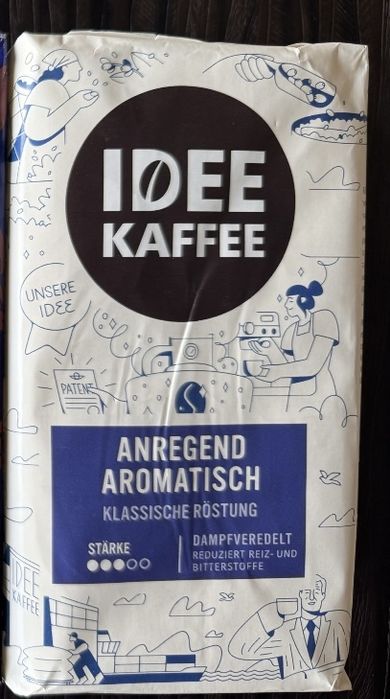 IDEE
KAFFEE
UNSERE
IDEE
PATENT
ANREGEND
AROMATISCH
KLASSISCHE RÖSTUNG
STÄRKE
DAMPFVEREDELT
REDUZIERT REIZ- UND
BITTERSTOFFE
IDEE
KAFFEE